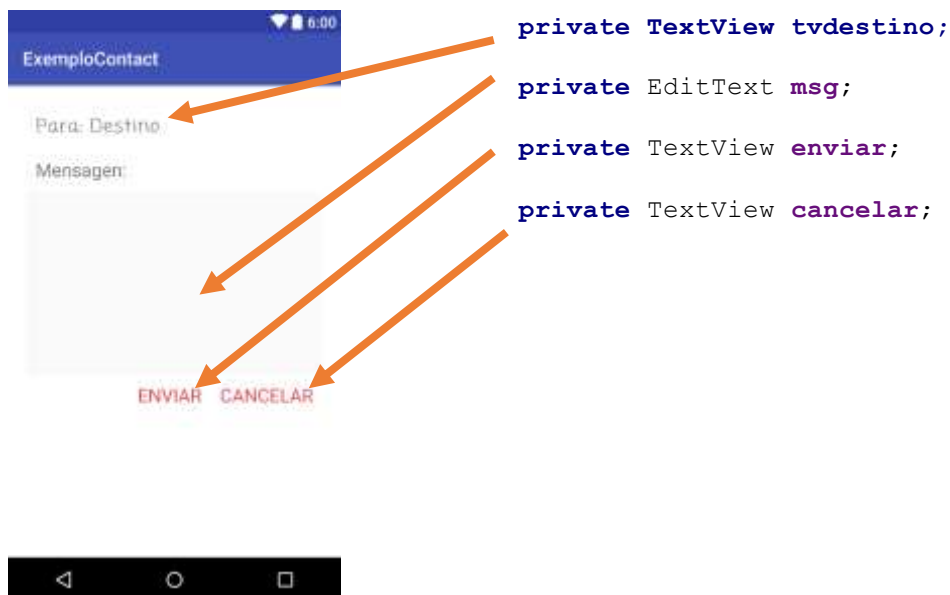 6:00
ExemploContact
Para: Destino
Mensagen:
ENVIAR CANCELAR
private TextView tvdestino;
private EditText msg;
private TextView enviar;
private TextView cancelar;